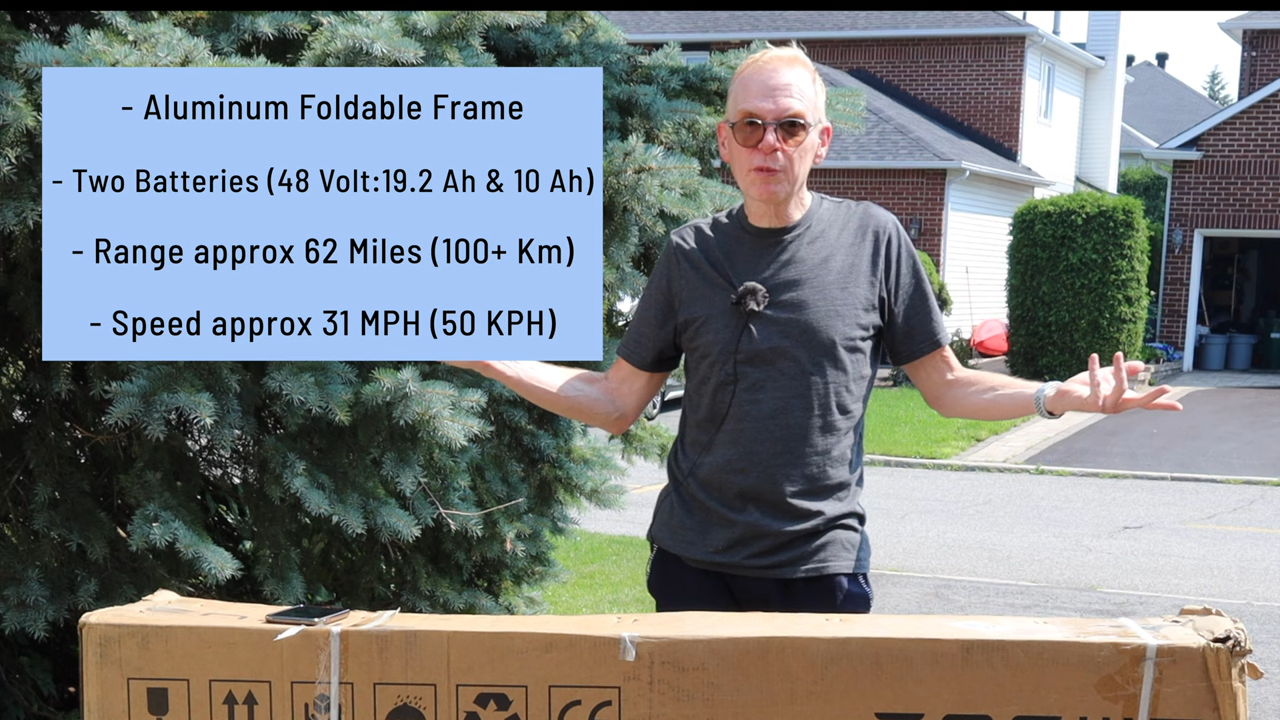 - Aluminum Foldable Frame
- Two Batteries (48 Volt:19.2 Ah & 10 Ah)
- Range approx 62 Miles (100+ Km)
- Speed approx 31 MPH (50 KPH)
CE